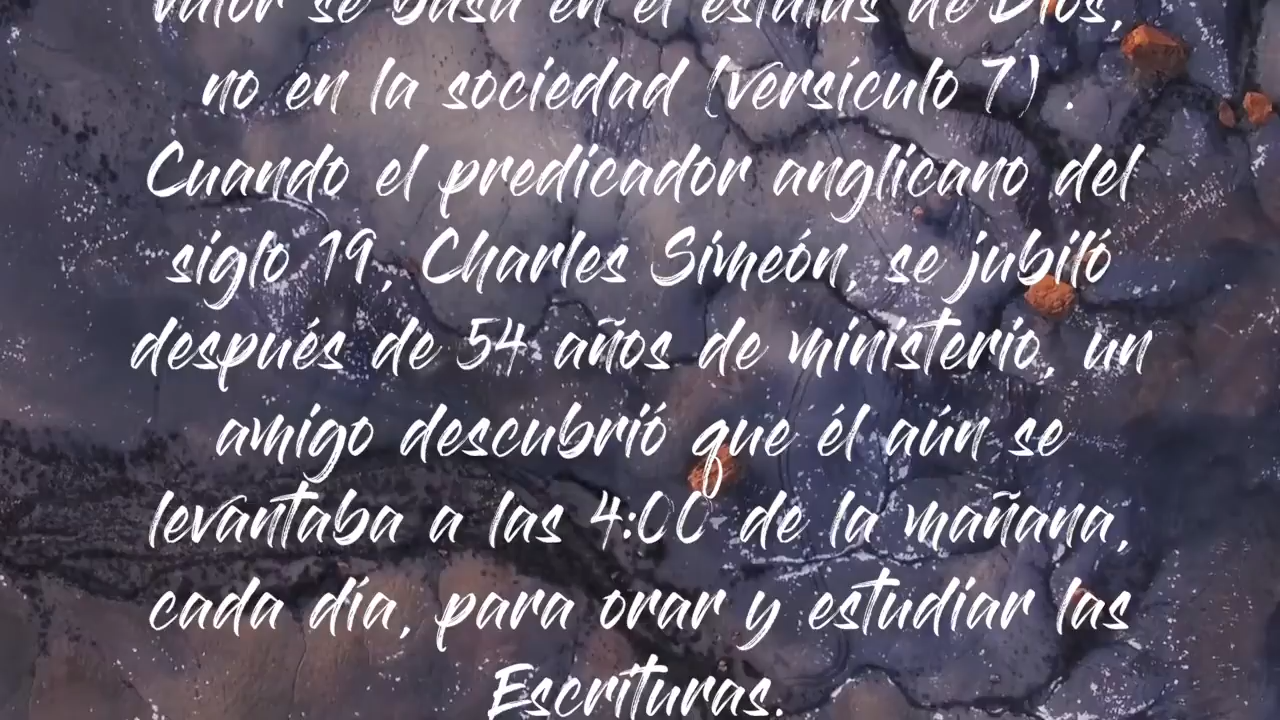 valor se basa en el estatus de Dios,
no en la sociedad (versículo 7) .
Cuando el predicador anglicano del
siglo 19, Charles Simeón, se jubiló
después de 54 años de ministerio, un
amigo descubrió que él aún se
levantaba a las 4:00 de la mañana,
cada día, para orar y estudiar las
Escrituras.